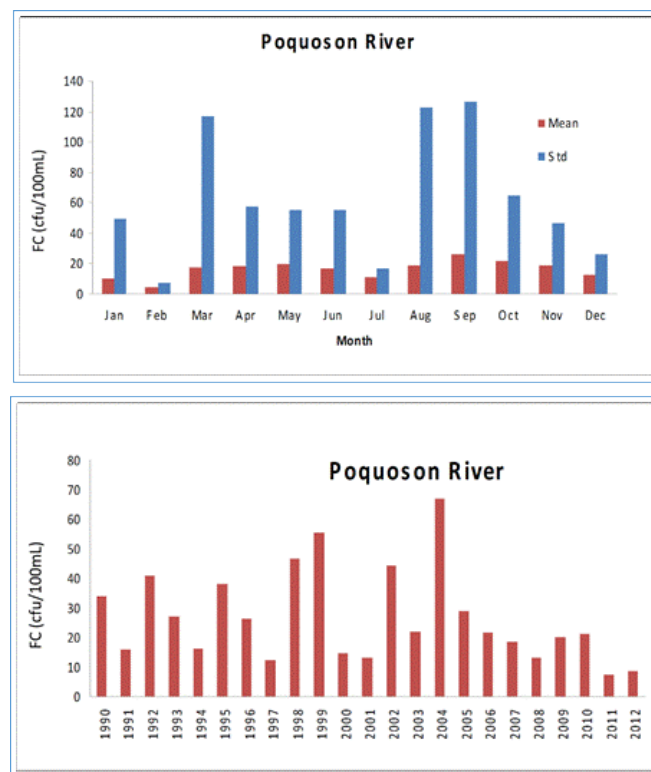 Poquoson River
140
120
100
80
60
40
20
0
FC (cfu/100mL)
Mean
Std
Jan Feb Mar Apr May Jun Jul Aug Sep Oct Nov Dec
Month
Poquoson River
80
70
60
50
40
30
20
10
0
FC (cfu/100mL)
1990 1991 1992 1993 1994 1995 1996 1997 1998 1999 2000 2001 2002 2003 2004 2005 2006 2007 2008 2009 2010 2011 2012